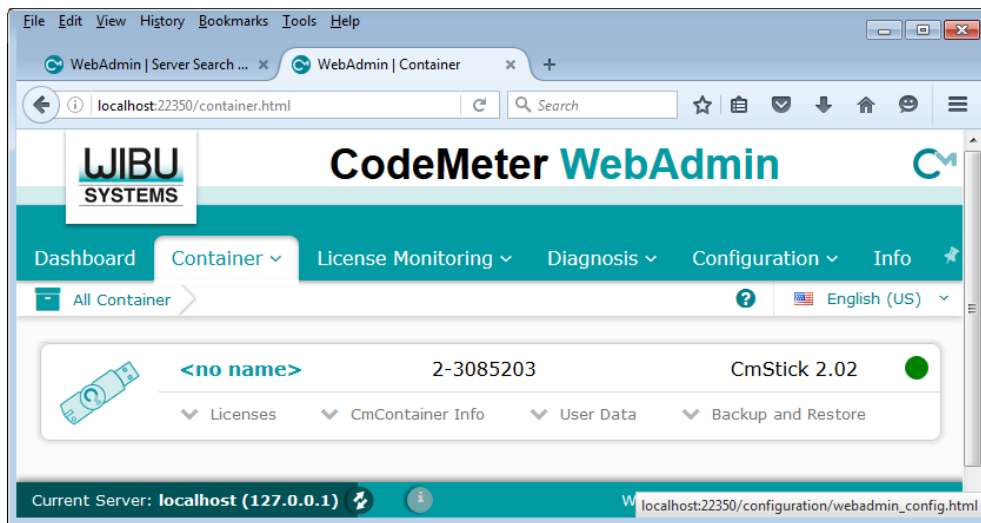 File Edit View History Bookmarks Tools Help
WebAdmin | Server Search ... WebAdmin | Container
localhost:22350/container.html Search
WIBU
SYSTEMS
CodeMeter WebAdmin
Dashboard Container License Monitoring Diagnosis Configuration Info
All Container English (US)
<no name> 2-3085203 CmStick 2.02
Licenses CmContainer Info User Data Backup and Restore
Current Server: localhost (127.0.0.1) W
localhost:22350/configuration/webadmin_config.html